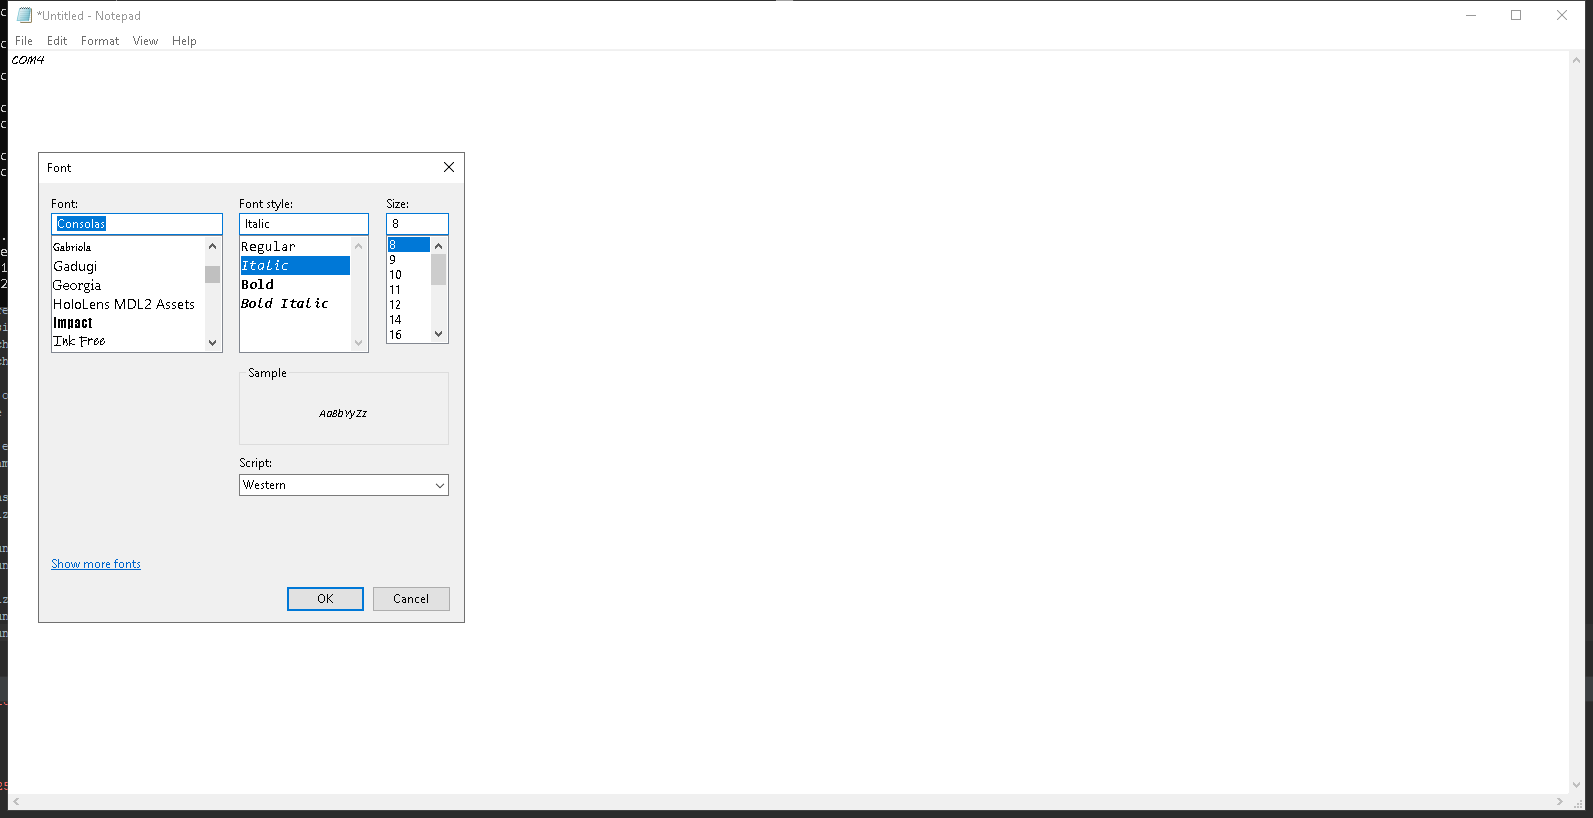 *Untitled - Notepad
File Edit Format View Help
COM4
Font
Font: Font style: Size:
Consolas Italic 8
Gabriola
Gadugi
Georgia
HoloLens MDL2 Assets
Impact
Ink Free
Regular
Italic
Bold
Bold Italic
8
9
10
11
12
14
16
Sample
AaBbYyZz
Script:
Western
Show more fonts
OK Cancel